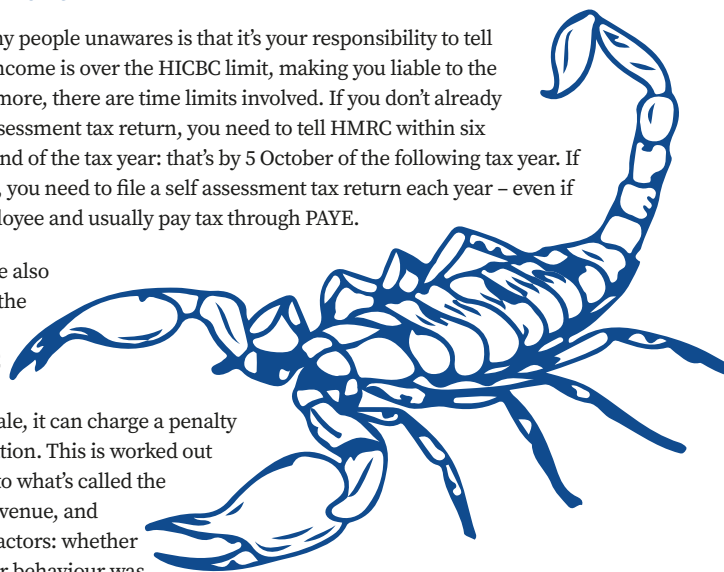 ny people unawares is that it's your responsibility to tell
ncome is over the HICBC limit, making you liable to the
more, there are time limits involved. If you don't already
sessment tax return, you need to tell HMRC within six
nd of the tax year: that's by 5 October of the following tax year. If
, you need to file a self assessment tax return each year – even if
loyee and usually pay tax through PAYE.
e also
the
ale, it can charge a penalty
tion. This is worked out
to what's called the
venue, and
actors: whether
r behaviour was